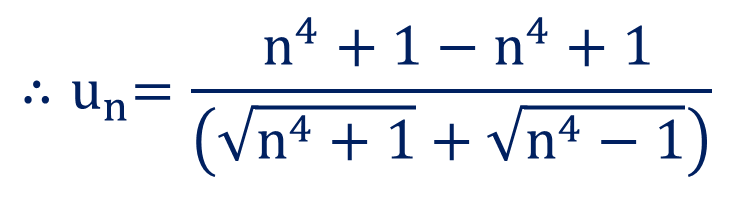 ∴ uₙ= (n⁴ + 1 − n⁴ + 1) / (√(n⁴ + 1) + √(n⁴ − 1))